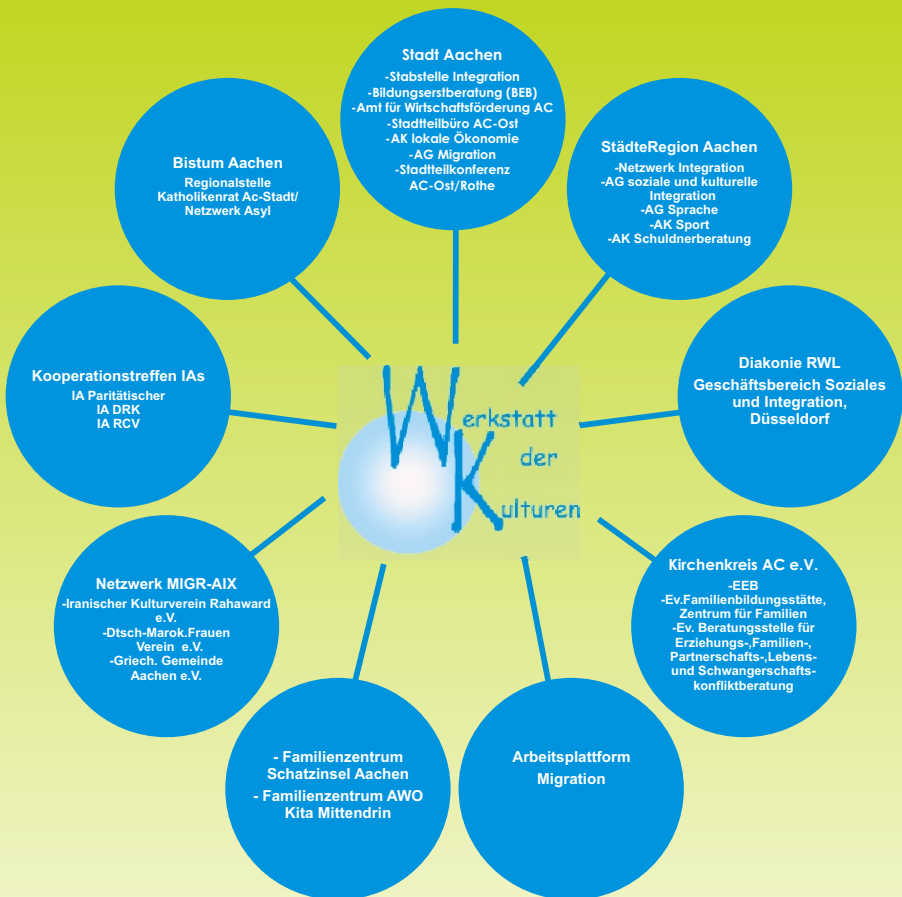 Stadt Aachen
-Stabstelle Integration
-Bildungserstberatung (BEB)
-Amt für Wirtschaftsförderung AC
-Stadtteilbüro AC-Ost
-AK lokale Ökonomie
-AG Migration
-Stadtteilkonferenz
AC-Ost/Rothe
Bistum Aachen
Regionalstelle
Katholikenrat Ac-Stadt/
Netzwerk Asyl
StädteRegion Aachen
-Netzwerk Integration
-AG soziale und kulturelle
Integration
-AG Sprache
-AK Sport
-AK Schuldnerberatung
Kooperationstreffen IAs
IA Paritätischer
IA DRK
IA RCV
Werkstatt
der
Kulturen
Diakonie RWL
Geschäftsbereich Soziales
und Integration,
Düsseldorf
Netzwerk MIGR-AIX
-Iranischer Kulturverein Rahaward
e.V.
-Dtsch-Marok.Frauen
Verein e.V.
-Griech. Gemeinde
Aachen e.V.
Kirchenkreis AC e.V.
-EEB
-Ev.Familienbildungsstätte,
Zentrum für Familien
-Ev. Beratungsstelle für
Erziehungs-,Familien-,
Partnerschafts-,Lebens-
und Schwangerschafts-
konfliktberatung
- Familienzentrum
Schatzinsel Aachen
- Familienzentrum AWO
Kita Mittendrin
Arbeitsplattform
Migration